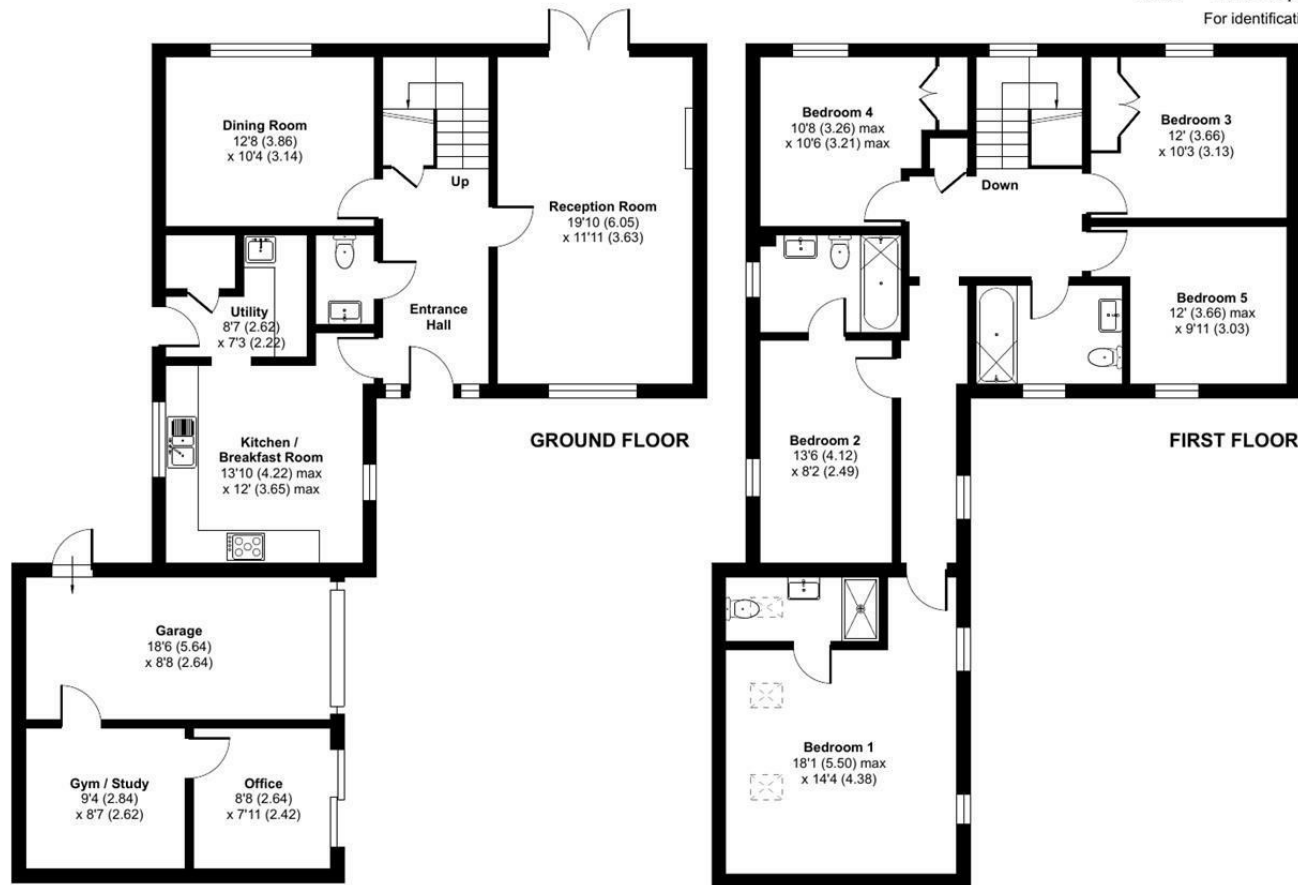 For identificati
Dining Room
12'8 (3.86)
x 10'4 (3.14)
Up
Reception Room
19'10 (6.05)
x 11'11 (3.63)
Utility
8'7 (2.62)
x 7'3 (2.22)
Entrance
Hall
Kitchen /
Breakfast Room
13'10 (4.22) max
x 12' (3.65) max
GROUND FLOOR
Garage
18'6 (5.64)
x 8'8 (2.64)
Gym / Study
9'4 (2.84)
x 8'7 (2.62)
Office
8'8 (2.64)
x 7'11 (2.42)
Bedroom 4
10'8 (3.26) max
x 10'6 (3.21) max
Bedroom 3
12' (3.66)
x 10'3 (3.13)
Down
Bedroom 5
12' (3.66) max
x 9'11 (3.03)
Bedroom 2
13'6 (4.12)
x 8'2 (2.49)
FIRST FLOOR
Bedroom 1
18'1 (5.50) max
x 14'4 (4.38)